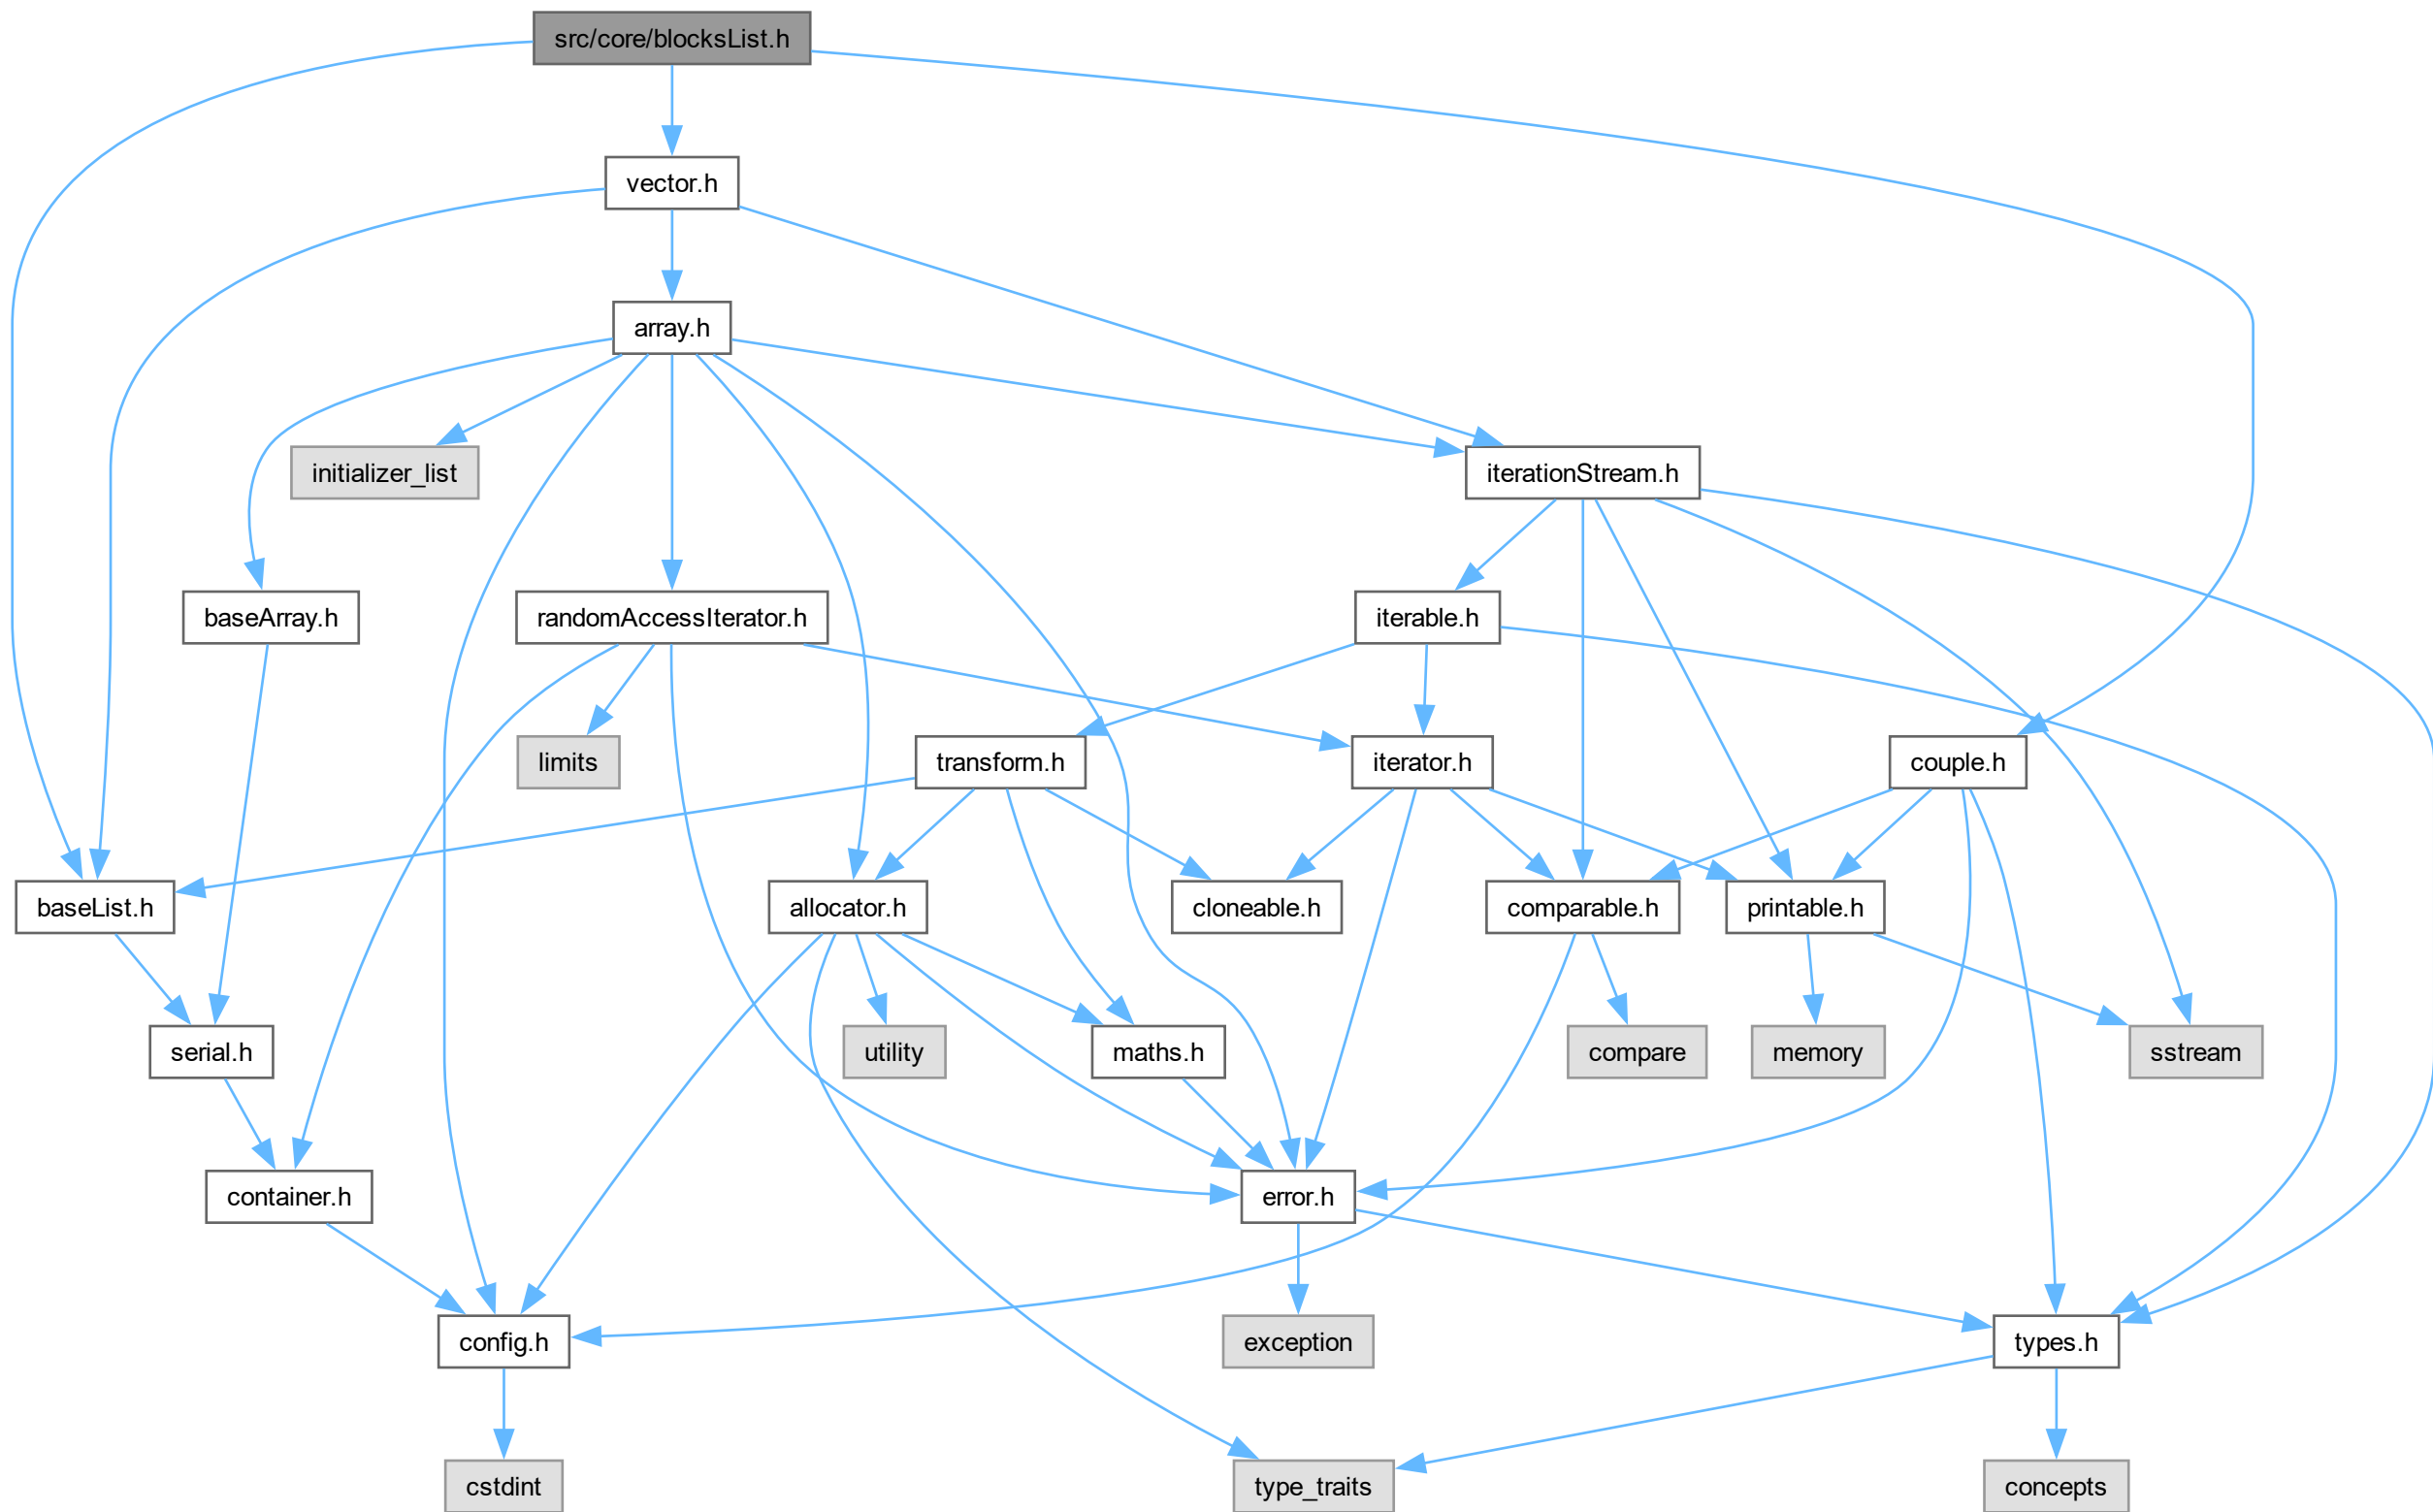 src/core/blocksList.h
vector.h
array.h
initializer_list
iterationStream.h
baseArray.h
randomAccessIterator.h
iterable.h
limits
transform.h
iterator.h
couple.h
baseList.h
allocator.h
cloneable.h
comparable.h
printable.h
serial.h
utility
maths.h
compare
memory
sstream
container.h
error.h
config.h
exception
types.h
cstdint
type_traits
concepts